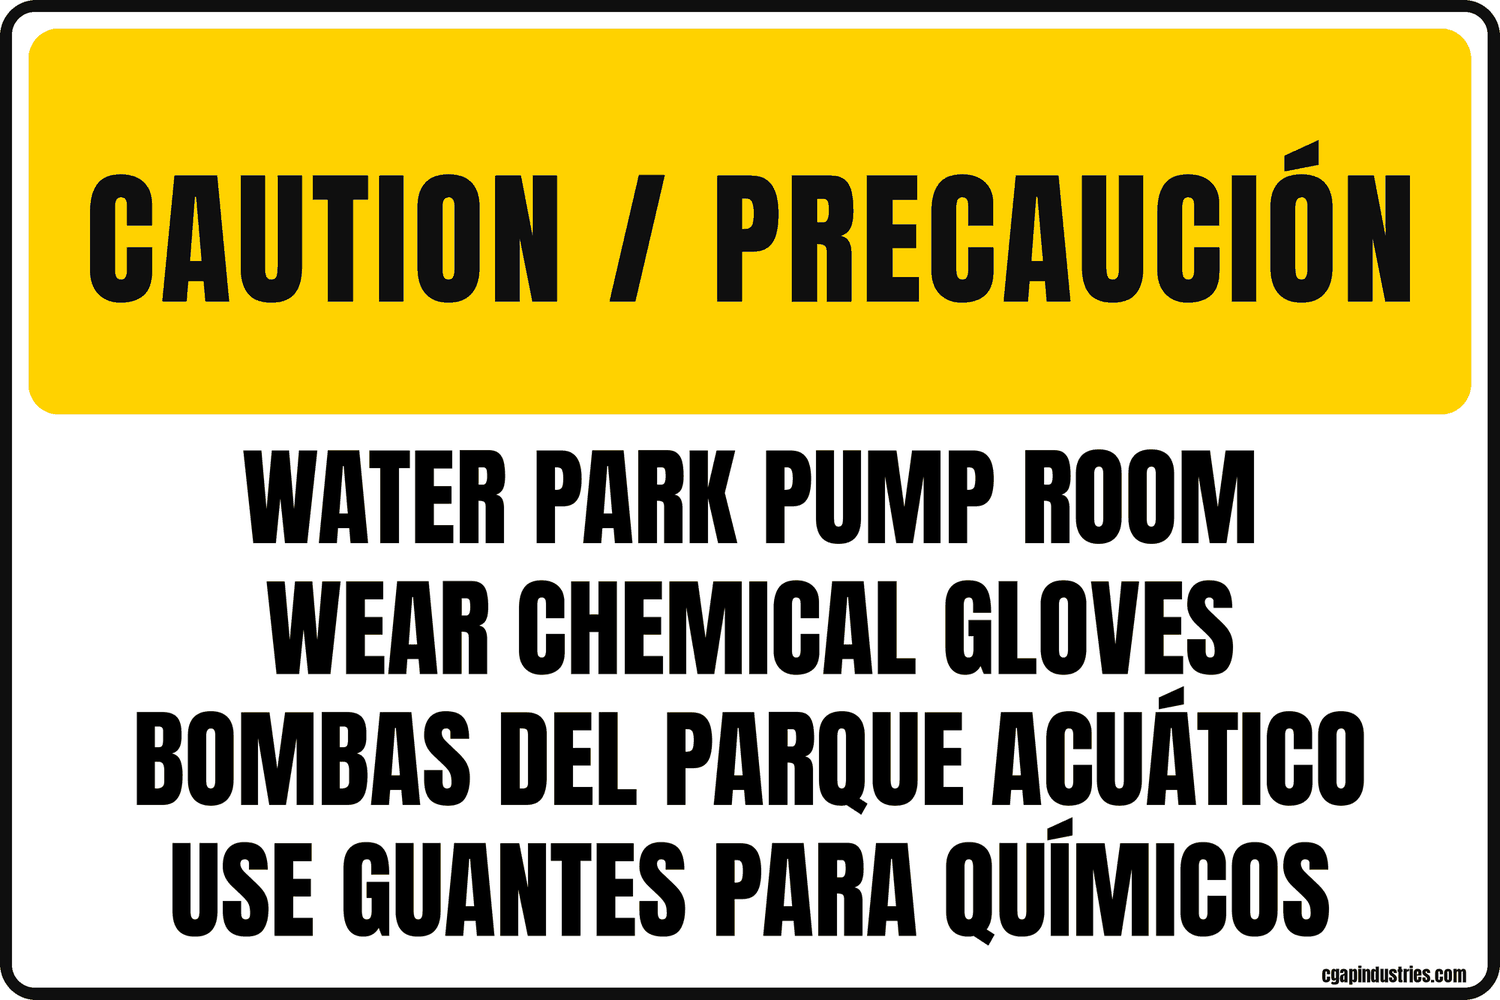 CAUTION / PRECAUCIÓN
WATER PARK PUMP ROOM
WEAR CHEMICAL GLOVES
BOMBAS DEL PARQUE ACUÁTICO
USE GUANTES PARA QUÍMICOS
cgapindustries.com